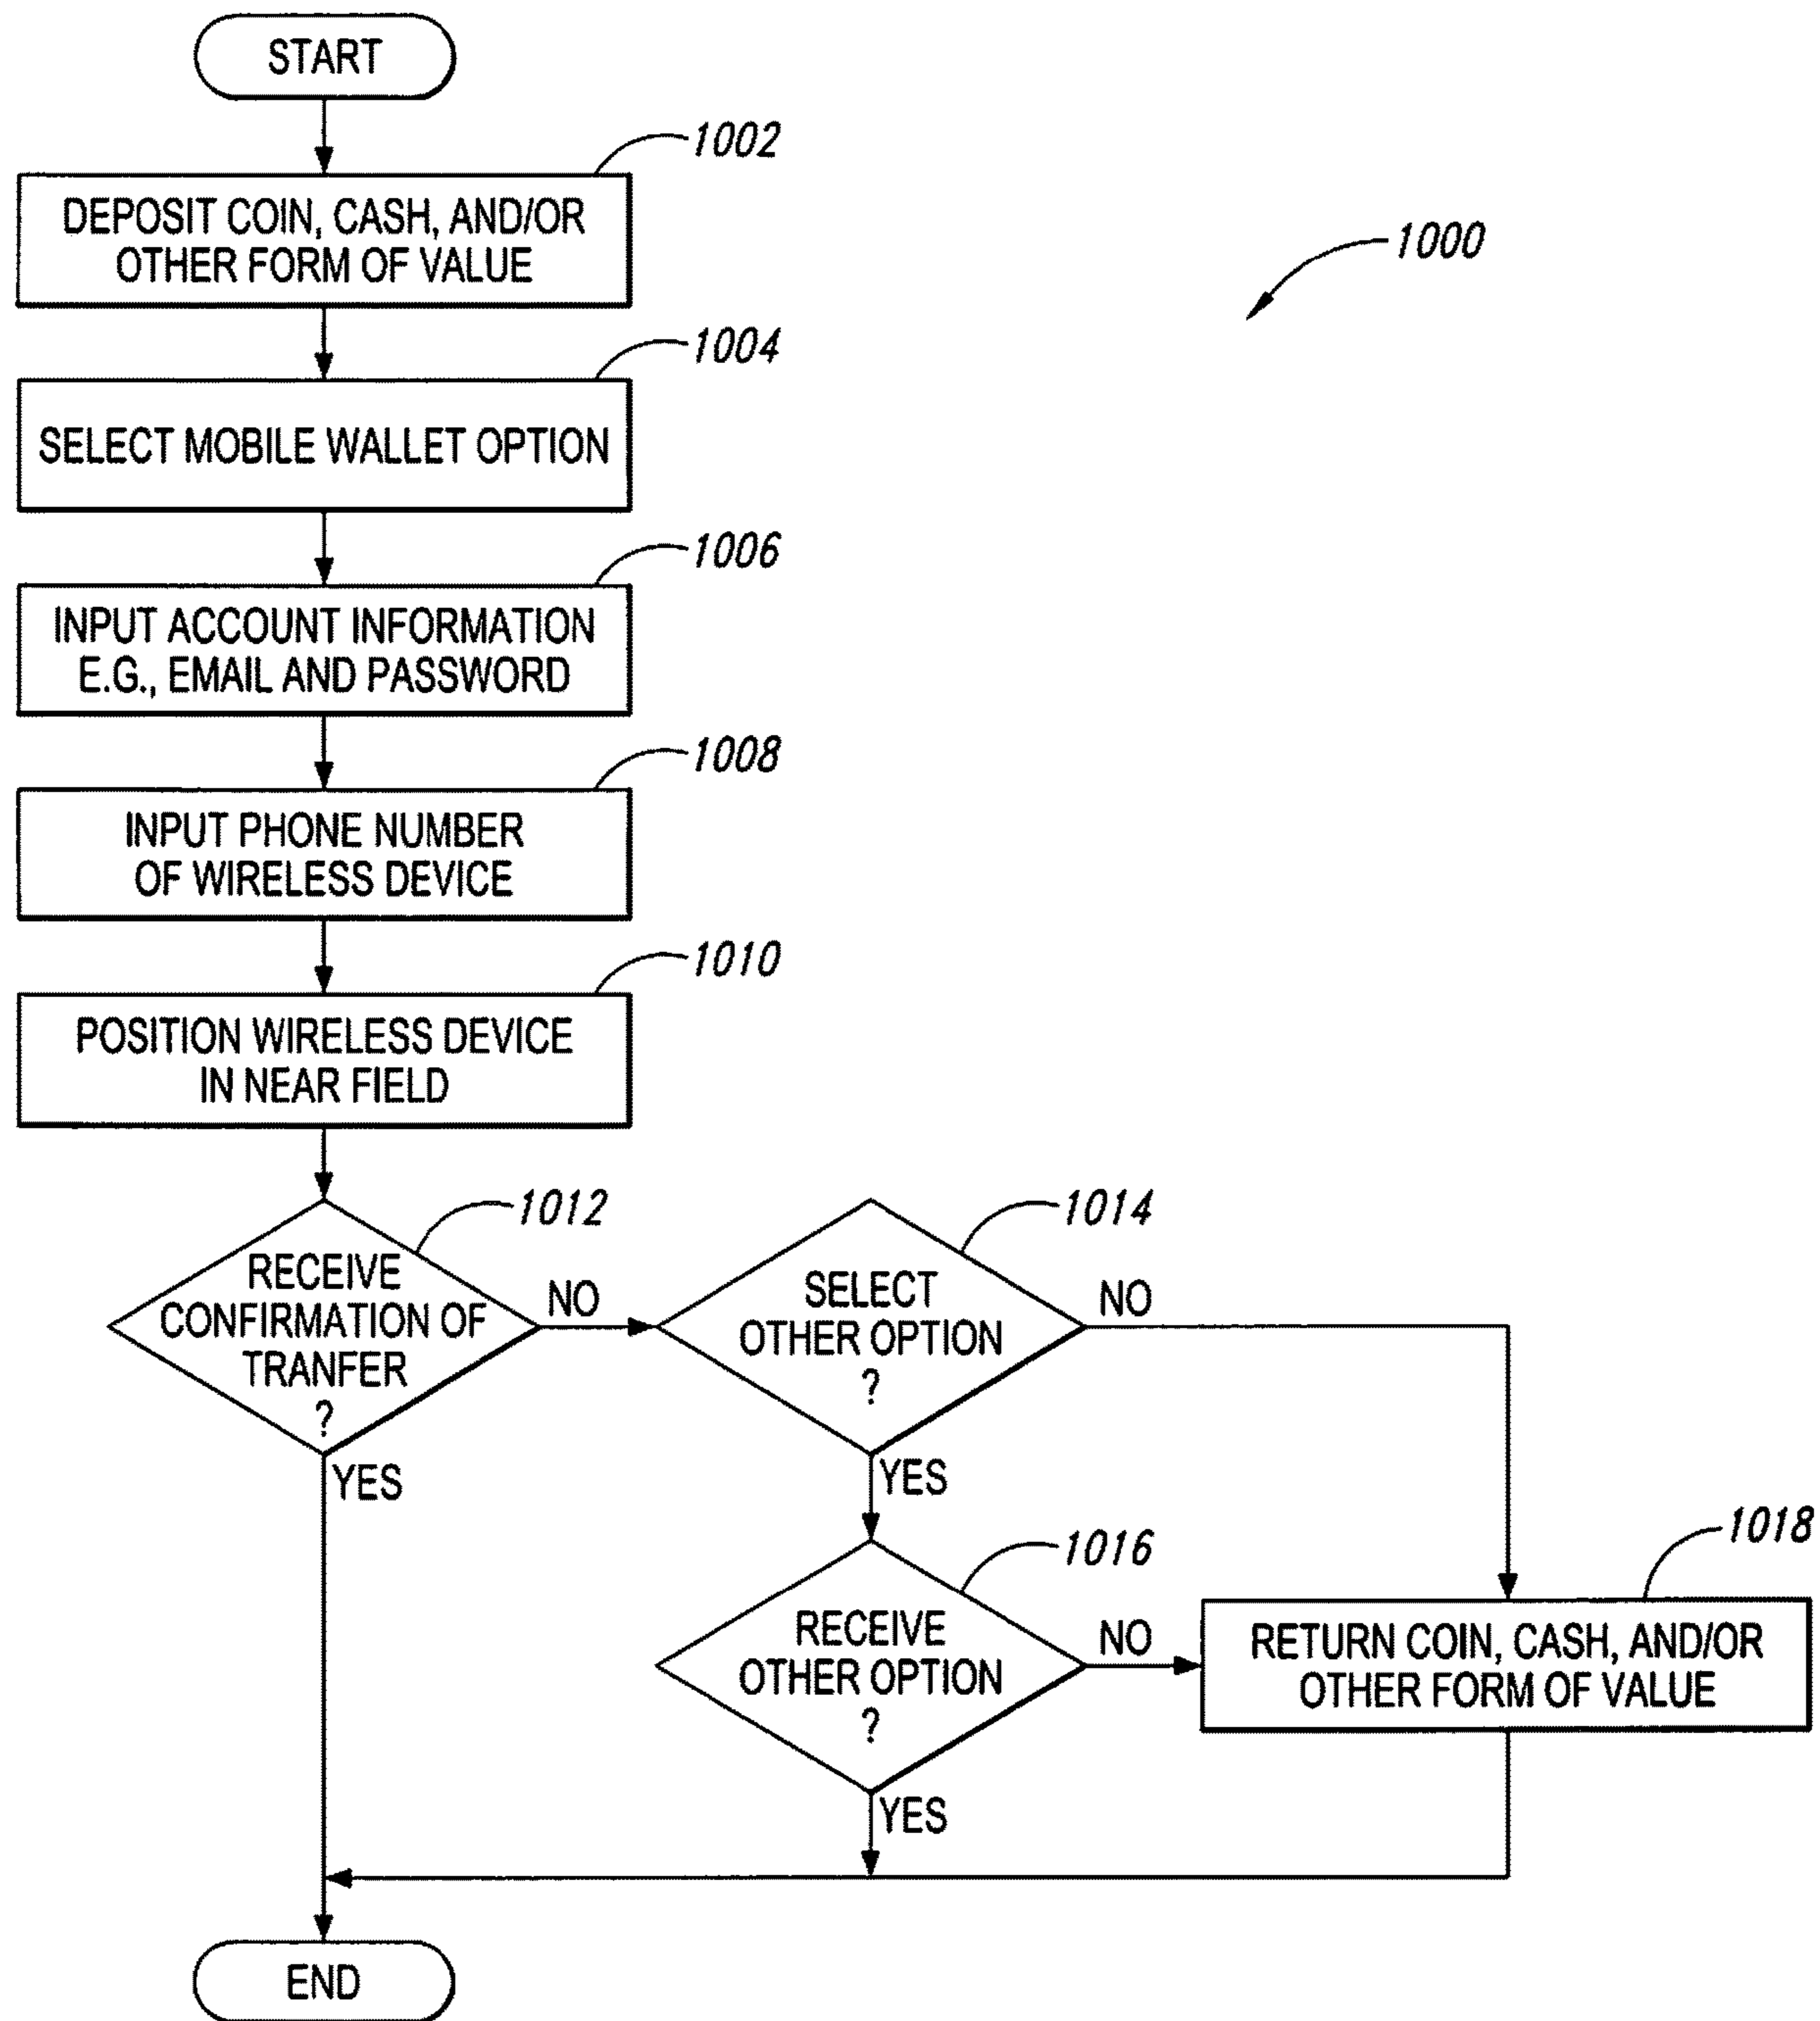 START
1002
DEPOSIT COIN, CASH, AND/OR
OTHER FORM OF VALUE
1000
1004
SELECT MOBILE WALLET OPTION
1006
INPUT ACCOUNT INFORMATION
E.G., EMAIL AND PASSWORD
1008
INPUT PHONE NUMBER
OF WIRELESS DEVICE
1010
POSITION WIRELESS DEVICE
IN NEAR FIELD
1012
RECEIVE
CONFIRMATION OF
TRANFER
?
NO
YES
1014
SELECT
OTHER OPTION
?
NO
YES
1016
RECEIVE
OTHER OPTION
?
NO
YES
1018
RETURN COIN, CASH, AND/OR
OTHER FORM OF VALUE
END